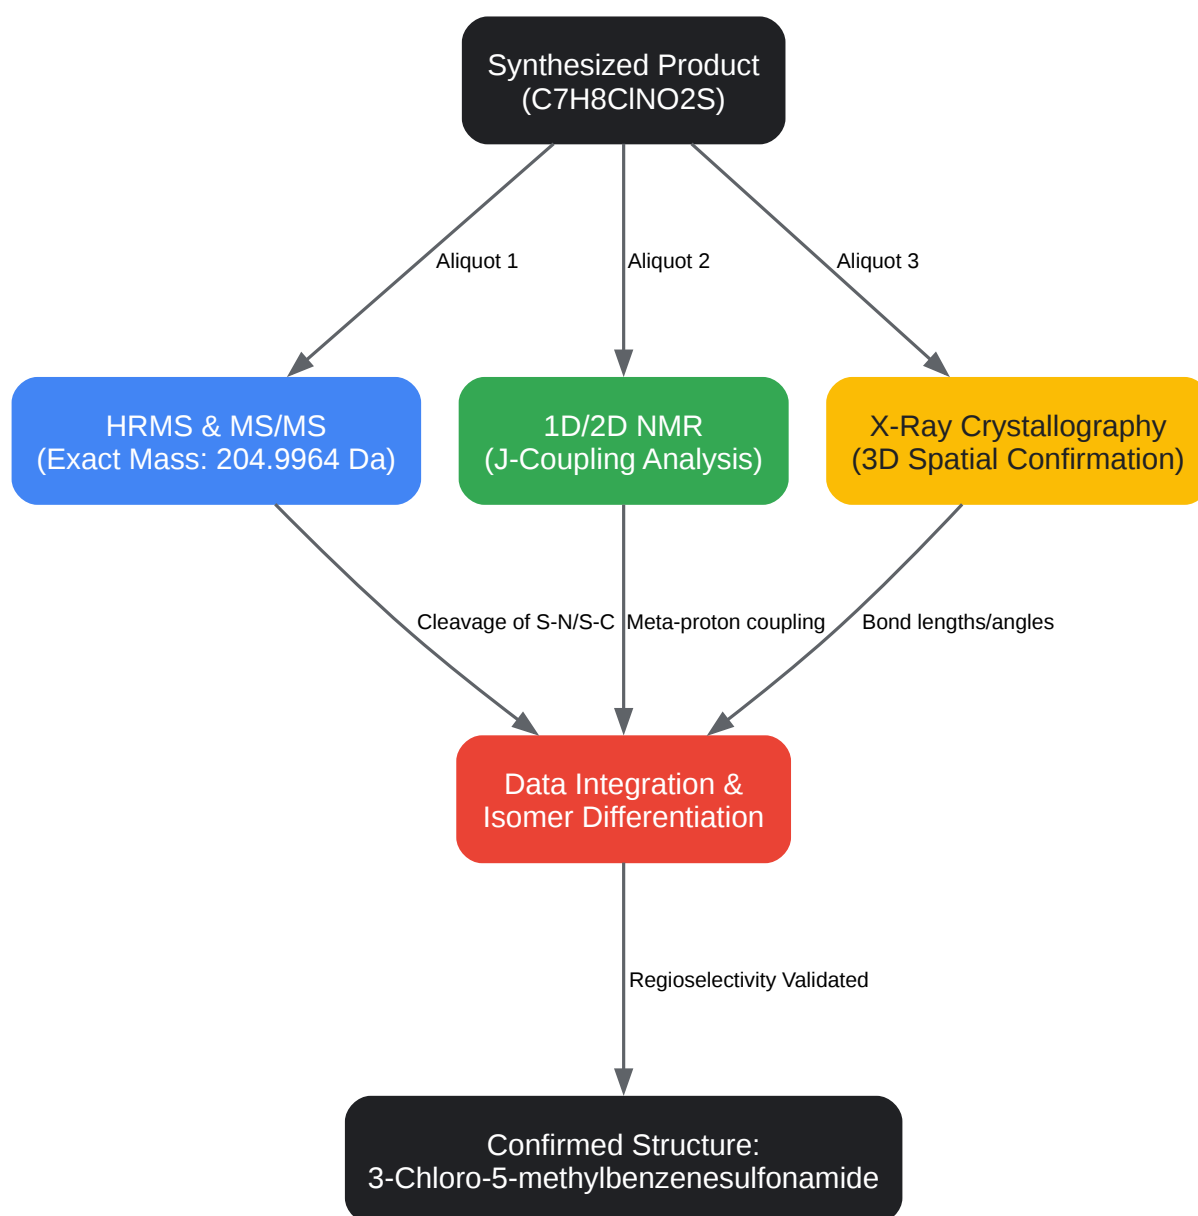 Synthesized Product
(C7H8ClNO2S)
Aliquot 1
Aliquot 2
Aliquot 3
HRMS & MS/MS
(Exact Mass: 204.9964 Da)
1D/2D NMR
(J-Coupling Analysis)
X-Ray Crystallography
(3D Spatial Confirmation)
Cleavage of S-N/S-C
Meta-proton coupling
Bond lengths/angles
Data Integration &
Isomer Differentiation
Regioselectivity Validated
Confirmed Structure:
3-Chloro-5-methylbenzenesulfonamide